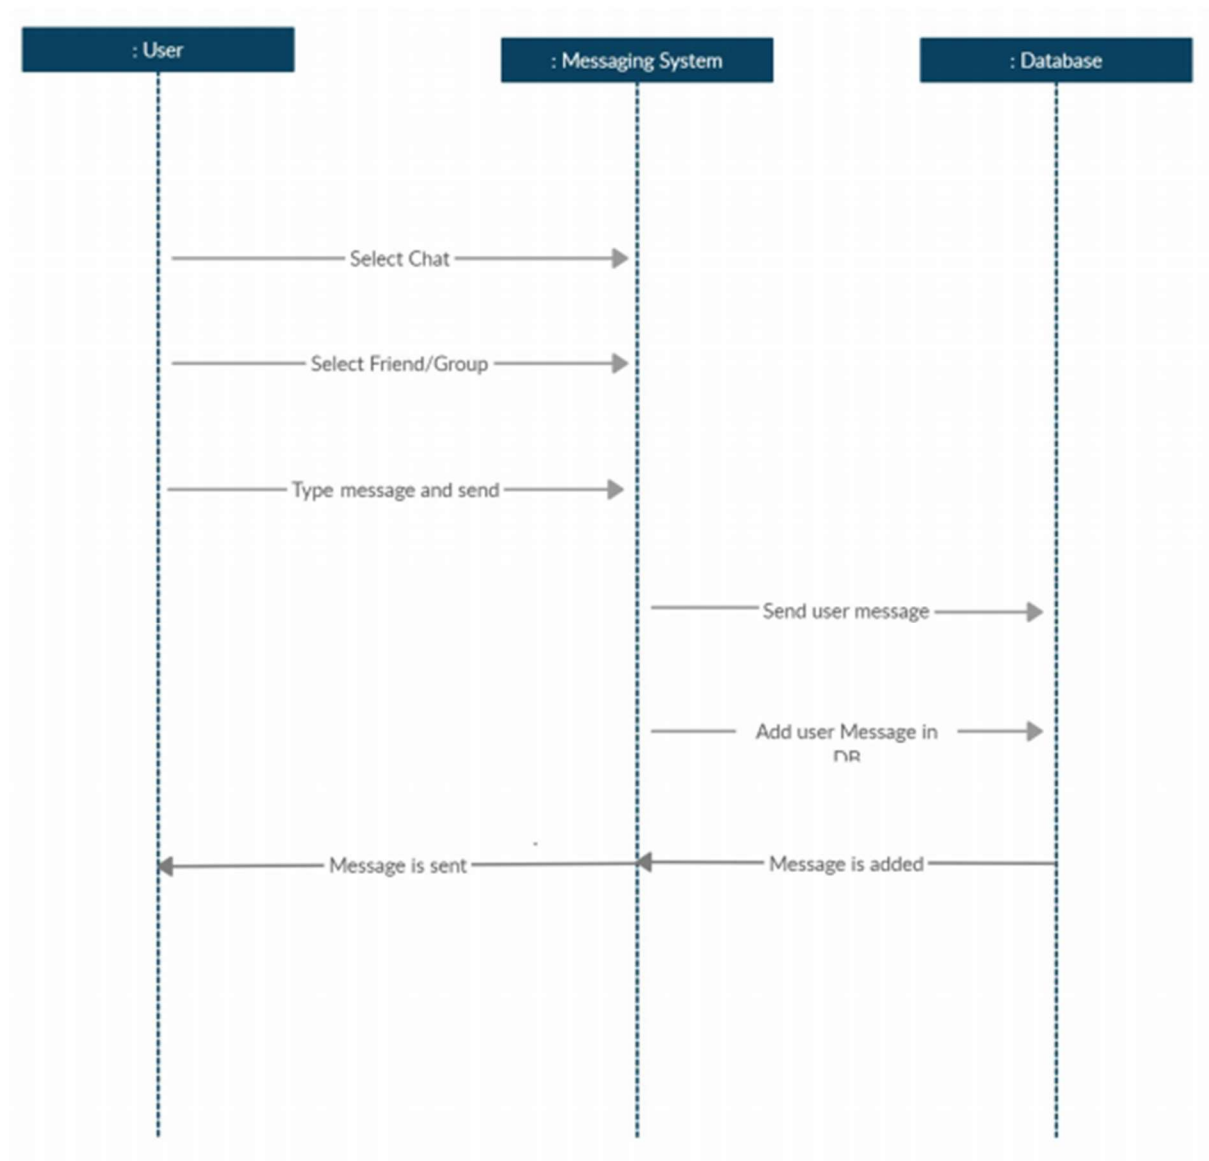 : User
: Messaging System
: Database
Select Chat
Select Friend/Group
Type message and send
Send user message
Add user Message in
DB
Message is sent
Message is added